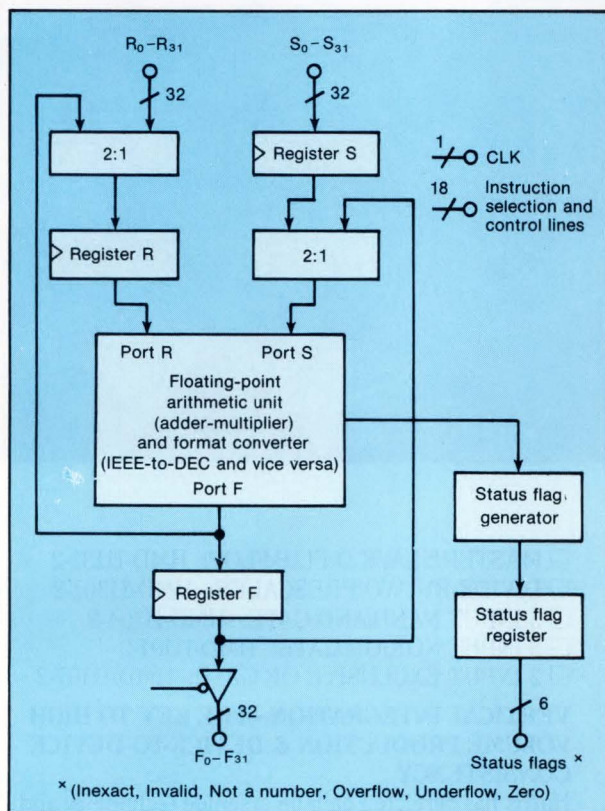 R₀–R₃₁
S₀–S₃₁
32
32
2:1
Register S
1
CLK
18
Instruction
selection and
control lines
Register R
2:1
Port R
Port S
Floating-point
arithmetic unit
(adder-multiplier)
and format converter
(IEEE-to-DEC and vice versa)
Port F
Status flag
generator
Register F
Status flag
register
32
6
F₀–F₃₁
Status flags ×
× (Inexact, Invalid, Not a number, Overflow, Underflow, Zero)